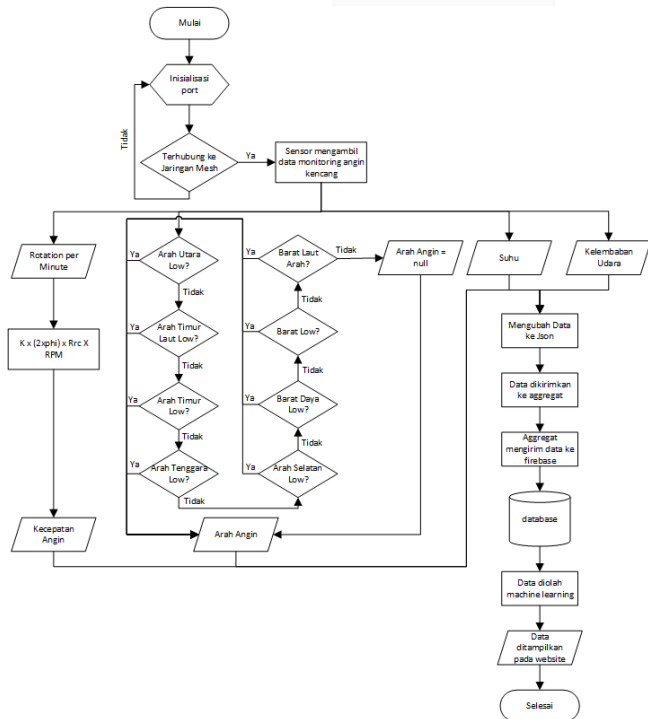 Mulai
Inisialisasi
port
Tidak
Terhubung ke
Jaringan Mesh
Ya
Sensor mengambil
data monitoring angin
kencang
Rotation per
Minute
K x (2xphi) x Rrc X
RPM
Kecepatan
Angin
Ya
Arah Utara
Low?
Tidak
Ya
Arah Timur
Laut Low?
Tidak
Ya
Arah Timur
Low?
Tidak
Ya
Arah Tenggara
Low?
Tidak
Ya
Arah Selatan
Low?
Tidak
Ya
Barat Daya
Low?
Tidak
Ya
Barat Low?
Tidak
Ya
Barat Laut
Arah?
Tidak
Arah Angin =
null
Arah Angin
Suhu
Kelembaban
Udara
Mengubah Data
ke Json
Data dikirimkan
ke aggregat
Aggregat
mengirim data ke
firebase
database
Data diolah
machine learning
Data
ditampilkan
pada website
Selesai